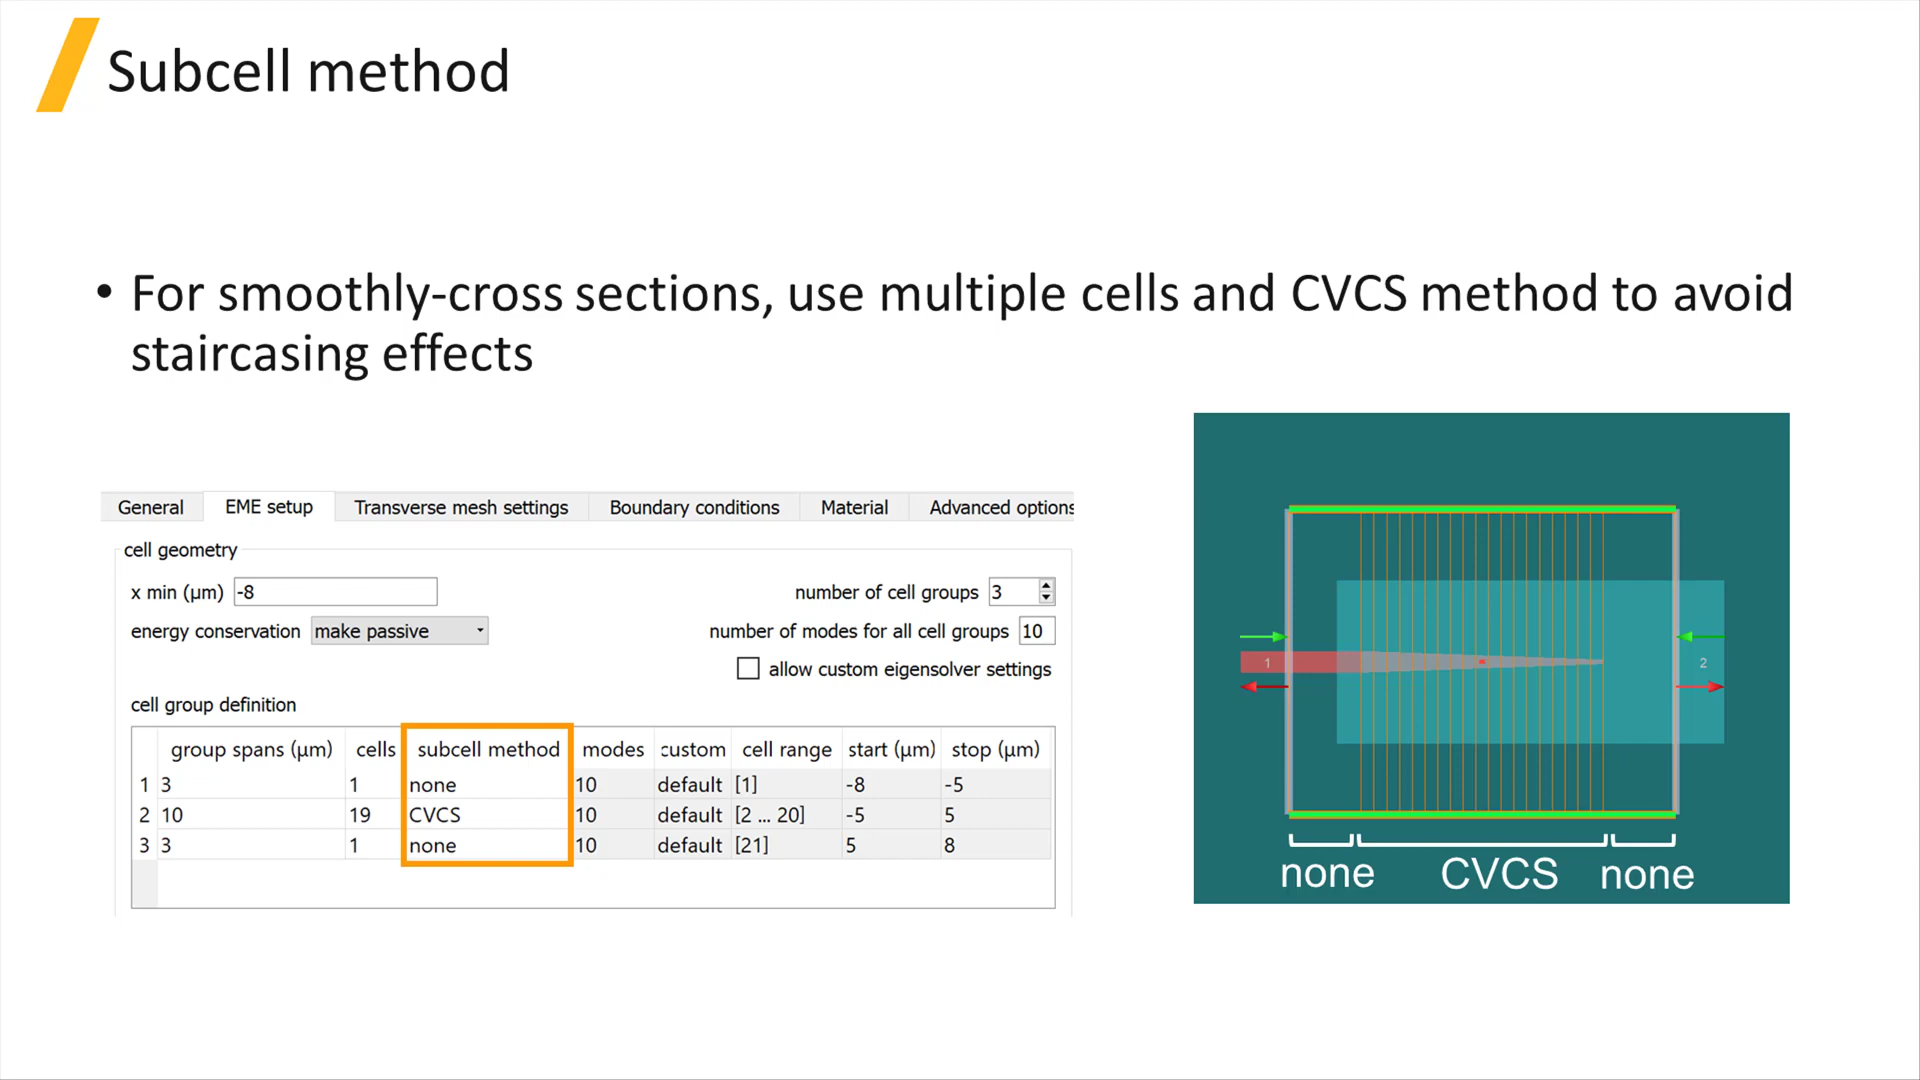 Subcell method
• For smoothly-cross sections, use multiple cells and CVCS method to avoid
staircasing effects
General EME setup Transverse mesh settings Boundary conditions Material Advanced options
cell geometry
x min (μm) -8 number of cell groups 3
energy conservation make passive number of modes for all cell groups 10
allow custom eigensolver settings
cell group definition
group spans (μm) cells subcell method modes custom cell range start (μm) stop (μm)
1 3 1 none 10 default [1] -8 -5
2 10 19 CVCS 10 default [2 ... 20] -5 5
3 3 1 none 10 default [21] 5 8
1 2
none CVCS none